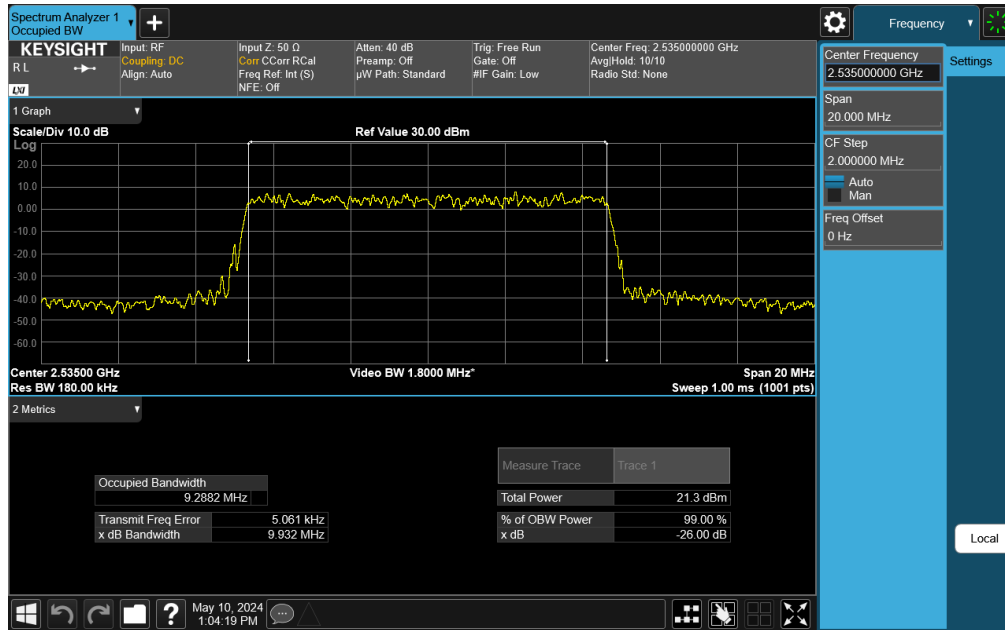 Spectrum Analyzer 1
Occupied BW
Frequency
KEYSIGHT
RL
LXI
Input: RF
Coupling: DC
Align: Auto
Input Z: 50 Ω
Corr CCorr RCal
Freq Ref: Int (S)
NFE: Off
Atten: 40 dB
Preamp: Off
µW Path: Standard
Trig: Free Run
Gate: Off
#IF Gain: Low
Center Freq: 2.535000000 GHz
Avg|Hold: 10/10
Radio Std: None
Center Frequency
2.535000000 GHz
Settings
Span
20.000 MHz
CF Step
2.000000 MHz
Auto
Man
Freq Offset
0 Hz
Local
1 Graph
Scale/Div 10.0 dB
Ref Value 30.00 dBm
Log
20.0
10.0
0.00
-10.0
-20.0
-30.0
-40.0
-50.0
-60.0
Center 2.53500 GHz
Video BW 1.8000 MHz*
Span 20 MHz
Res BW 180.00 kHz
Sweep 1.00 ms (1001 pts)
2 Metrics
Measure Trace
Trace 1
Occupied Bandwidth
9.2882 MHz
Total Power
21.3 dBm
Transmit Freq Error
5.061 kHz
% of OBW Power
99.00 %
x dB Bandwidth
9.932 MHz
x dB
-26.00 dB
May 10, 2024
1:04:19 PM